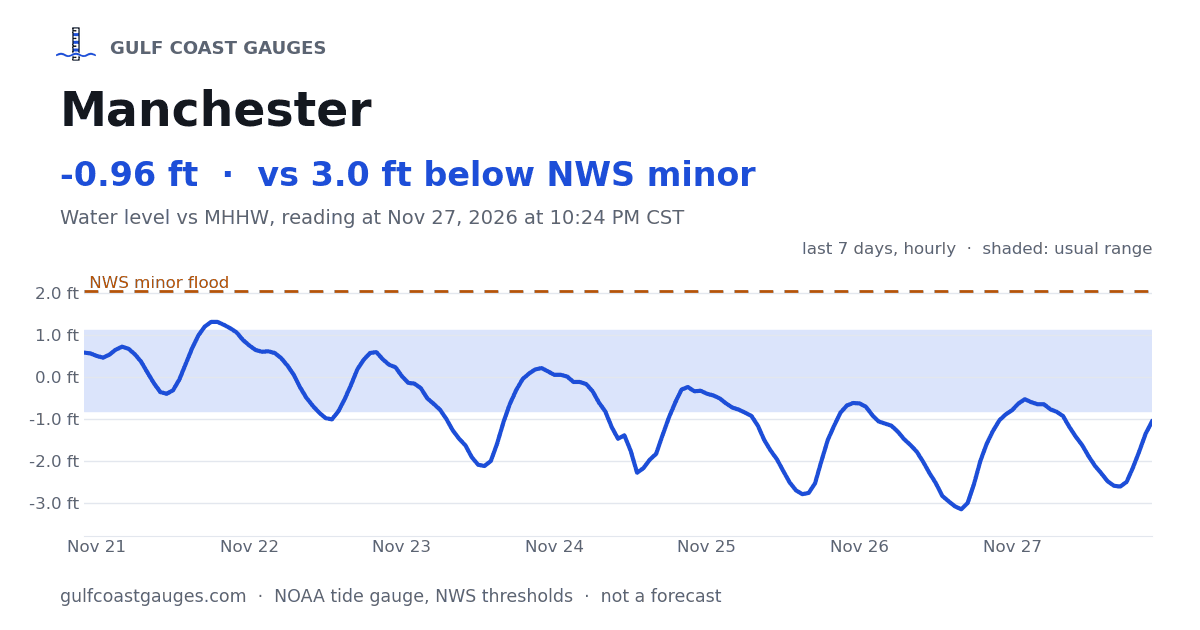 GULF COAST GAUGES
Manchester
-0.96 ft · vs 3.0 ft below NWS minor
Water level vs MHHW, reading at Nov 27, 2026 at 10:24 PM CST
last 7 days, hourly · shaded: usual range
NWS minor flood
2.0 ft
1.0 ft
0.0 ft
-1.0 ft
-2.0 ft
-3.0 ft
Nov 21 Nov 22 Nov 23 Nov 24 Nov 25 Nov 26 Nov 27
gulfcoastgauges.com · NOAA tide gauge, NWS thresholds · not a forecast